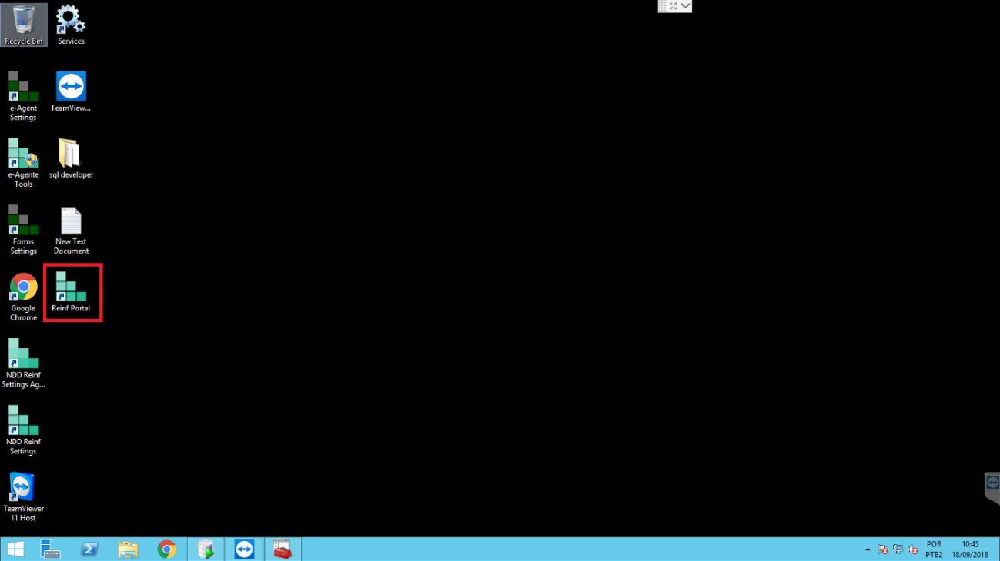 Recycle Bin
Services
e-Agent
Settings
TeamView...
e-Agente
Tools
sql developer
Forms
Settings
New Text
Document
Google
Chrome
Reinf Portal
NDD Reinf
Settings Ag...
NDD Reinf
Settings
TeamViewer
11 Host
POR
PTB2
10:45
18/09/2018